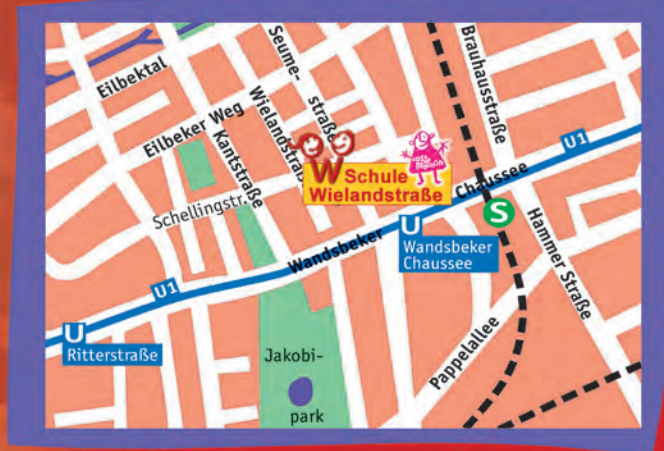 Eilbektal
Seume-
straße
Brauhausstraße
Eilbeker Weg
Wielandstraße
Kantstraße
U1
W Schule
Wielandstraße
Schellingstr.
Wandsbeker Chaussee
S
U
Wandsbeker
Chaussee
Hammer Straße
U1
U
Ritterstraße
Jakobi-
park
Pappelallee